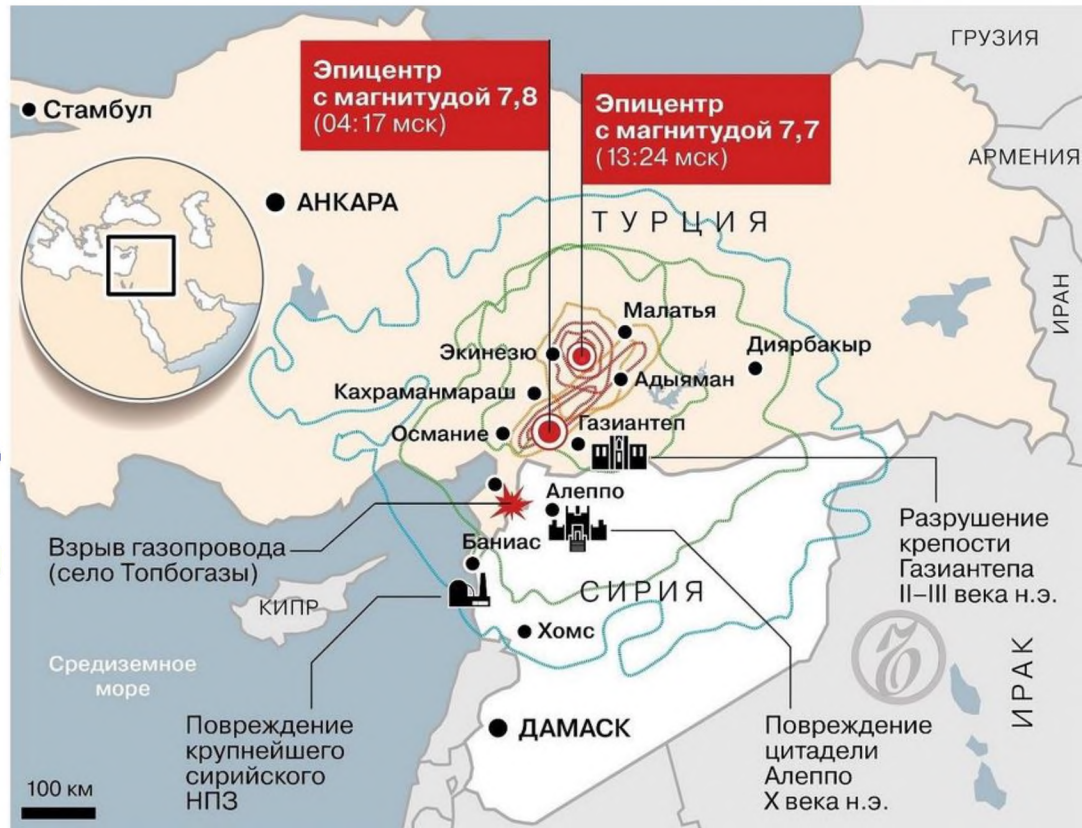 ГРУЗИЯ
Эпицентр
с магнитудой 7,8
(04:17 мск)
Эпицентр
с магнитудой 7,7
(13:24 мск)
Стамбул
АРМЕНИЯ
АНКАРА
ТУРЦИЯ
ИРАН
Малатья
Экинезю
Диярбакыр
Кахраманмараш
Адыяман
Османие
Газиантеп
Алеппо
Взрыв газопровода
(село Топбогазы)
Баниас
Разрушение
крепости
Газиантепа
II–III века н.э.
КИПР
СИРИЯ
Хомс
Средиземное
море
ИРАК
Повреждение
крупнейшего
сирийского
НПЗ
ДАМАСК
Повреждение
цитадели
Алеппо
X века н.э.
100 км